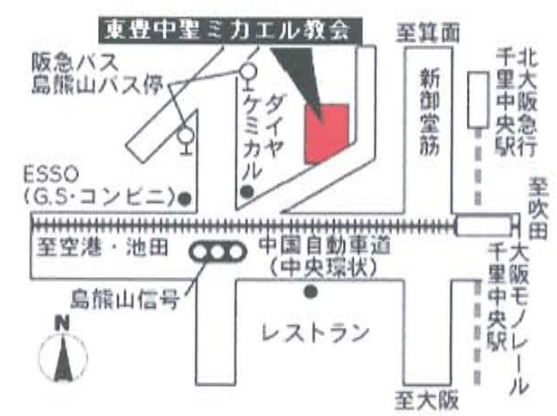 東豊中聖ミカエル教会
至箕面
阪急バス
島熊山バス停
ダイヤ
ケミカル
新御堂筋
北大阪急行
千里中央駅
ESSO
(G.S・コンビニ)
至吹田
至空港・池田
中国自動車道
(中央環状)
大阪モノレール
千里中央駅
島熊山信号
レストラン
N
至大阪